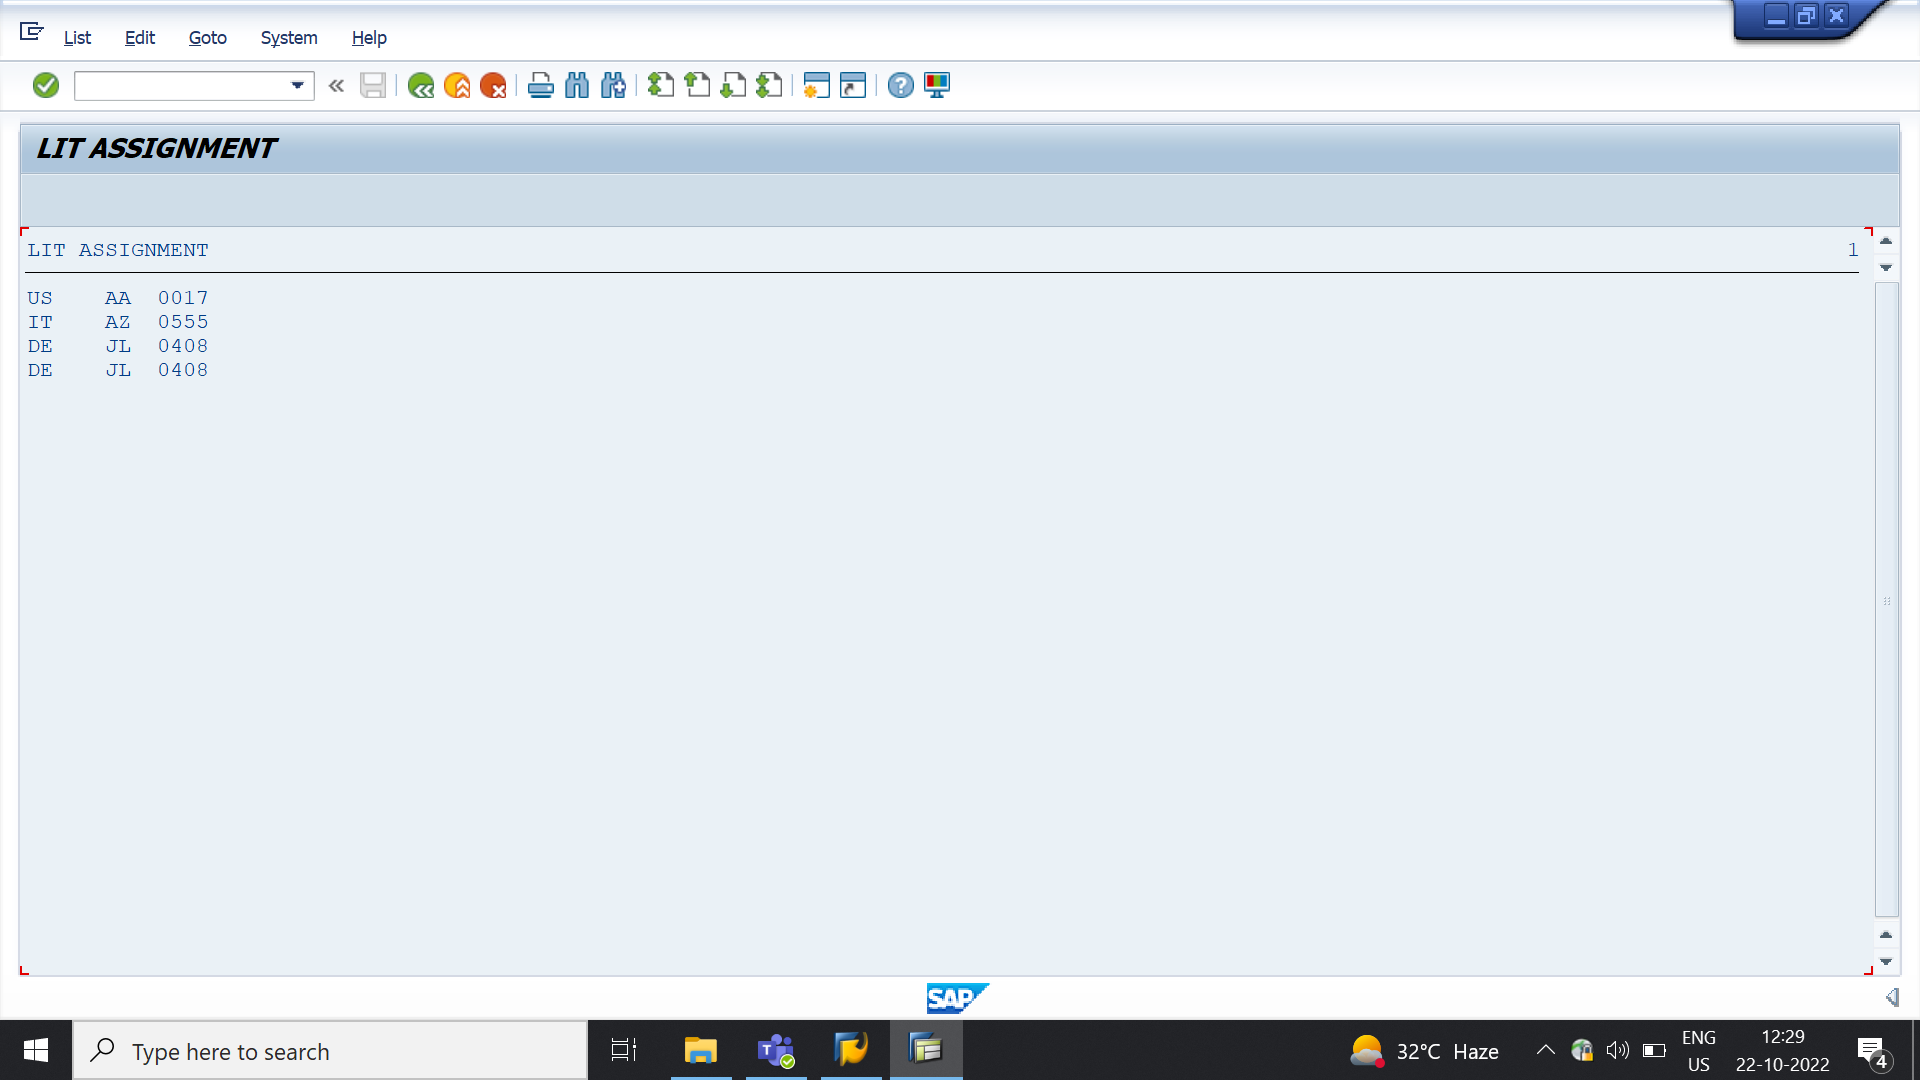 List Edit Goto System Help
LIT ASSIGNMENT
LIT ASSIGNMENT 1
US AA 0017
IT AZ 0555
DE JL 0408
DE JL 0408
SAP
Type here to search
32°C Haze
ENG
US
12:29
22-10-2022
4